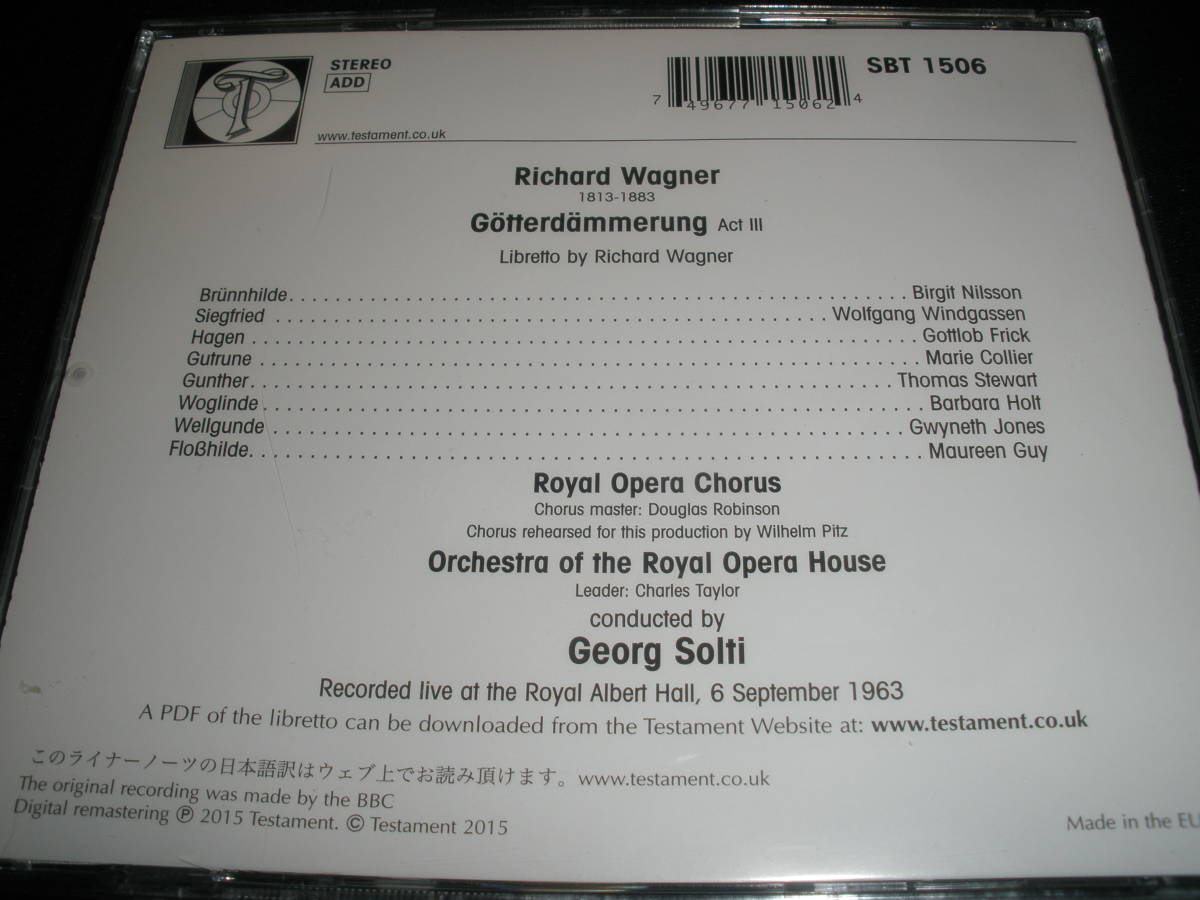 T
STEREO
ADD
www.testament.co.uk
7 49677 15062 4
SBT 1506
Richard Wagner
1813-1883
Götterdämmerung Act III
Libretto by Richard Wagner
Brünnhilde. . . . . . . . . . . . . . . . . . . . Birgit Nilsson
Siegfried . . . . . . . . . . . . . . . . . . . . Wolfgang Windgassen
Hagen . . . . . . . . . . . . . . . . . . . . Gottlob Frick
Gutrune . . . . . . . . . . . . . . . . . . . . Marie Collier
Gunther. . . . . . . . . . . . . . . . . . . . Thomas Stewart
Woglinde . . . . . . . . . . . . . . . . . . . . Barbara Holt
Wellgunde . . . . . . . . . . . . . . . . . . . . Gwyneth Jones
Floßhilde. . . . . . . . . . . . . . . . . . . . Maureen Guy
Royal Opera Chorus
Chorus master: Douglas Robinson
Chorus rehearsed for this production by Wilhelm Pitz
Orchestra of the Royal Opera House
Leader: Charles Taylor
conducted by
Georg Solti
Recorded live at the Royal Albert Hall, 6 September 1963
A PDF of the libretto can be downloaded from the Testament Website at: www.testament.co.uk
このライナーノーツの日本語訳はウェブ上でお読み頂けます。www.testament.co.uk
The original recording was made by the BBC
Digital remastering ℗ 2015 Testament. © Testament 2015
Made in the EU